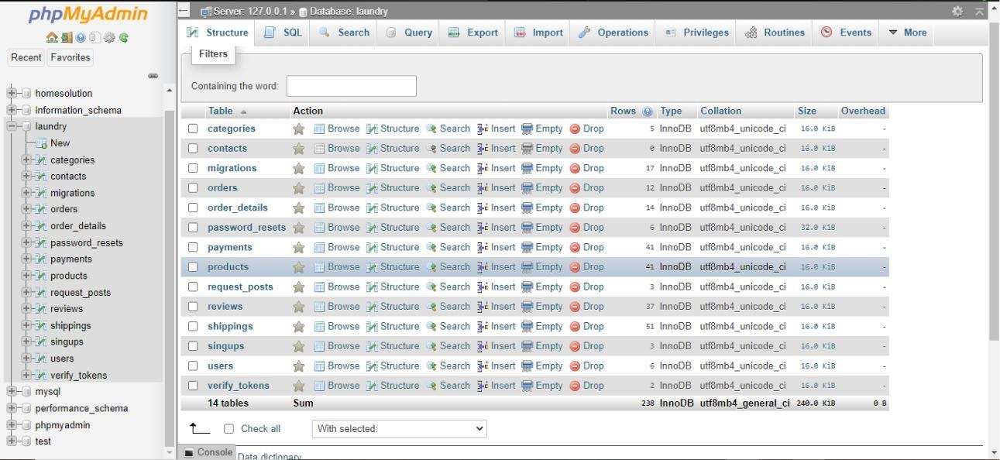 phpMyAdmin
Recent Favorites
homesolution
information_schema
laundry
New
categories
contacts
migrations
orders
order_details
password_resets
payments
products
request_posts
reviews
shippings
singups
users
verify_tokens
mysql
performance_schema
phpmyadmin
test
Server: 127.0.0.1 » Database: laundry
Structure SQL Search Query Export Import Operations Privileges Routines Events More
Filters
Containing the word:
Table Action Rows Type Collation Size Overhead
categories Browse Structure Search Insert Empty Drop 5 InnoDB utf8mb4_unicode_ci 16.0 KiB -
contacts Browse Structure Search Insert Empty Drop 0 InnoDB utf8mb4_unicode_ci 16.0 KiB -
migrations Browse Structure Search Insert Empty Drop 17 InnoDB utf8mb4_unicode_ci 16.0 KiB -
orders Browse Structure Search Insert Empty Drop 12 InnoDB utf8mb4_unicode_ci 16.0 KiB -
order_details Browse Structure Search Insert Empty Drop 14 InnoDB utf8mb4_unicode_ci 16.0 KiB -
password_resets Browse Structure Search Insert Empty Drop 6 InnoDB utf8mb4_unicode_ci 32.0 KiB -
payments Browse Structure Search Insert Empty Drop 41 InnoDB utf8mb4_unicode_ci 16.0 KiB -
products Browse Structure Search Insert Empty Drop 41 InnoDB utf8mb4_unicode_ci 16.0 KiB -
request_posts Browse Structure Search Insert Empty Drop 3 InnoDB utf8mb4_unicode_ci 16.0 KiB -
reviews Browse Structure Search Insert Empty Drop 37 InnoDB utf8mb4_unicode_ci 16.0 KiB -
shippings Browse Structure Search Insert Empty Drop 51 InnoDB utf8mb4_unicode_ci 16.0 KiB -
singups Browse Structure Search Insert Empty Drop 3 InnoDB utf8mb4_unicode_ci 16.0 KiB -
users Browse Structure Search Insert Empty Drop 6 InnoDB utf8mb4_unicode_ci 16.0 KiB -
verify_tokens Browse Structure Search Insert Empty Drop 2 InnoDB utf8mb4_unicode_ci 16.0 KiB -
14 tables Sum 238 InnoDB utf8mb4_general_ci 240.0 KiB 0 B
Check all With selected:
Console Data dictionary